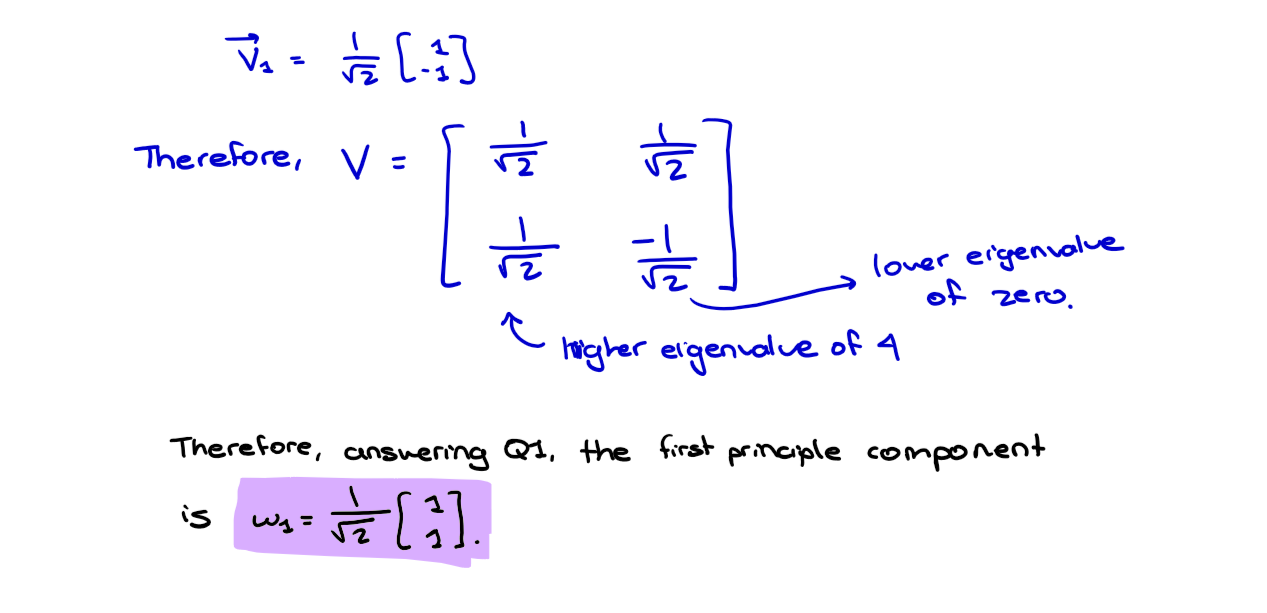 V⃗₁ = 1/√2 [1 -1]
Therefore, V = [1/√2 1/√2
1/√2 -1/√2]
lower eigenvalue
of zero.
higher eigenvalue of 4
Therefore, answering Q1, the first principle component
is w₁ = 1/√2 [1 1].